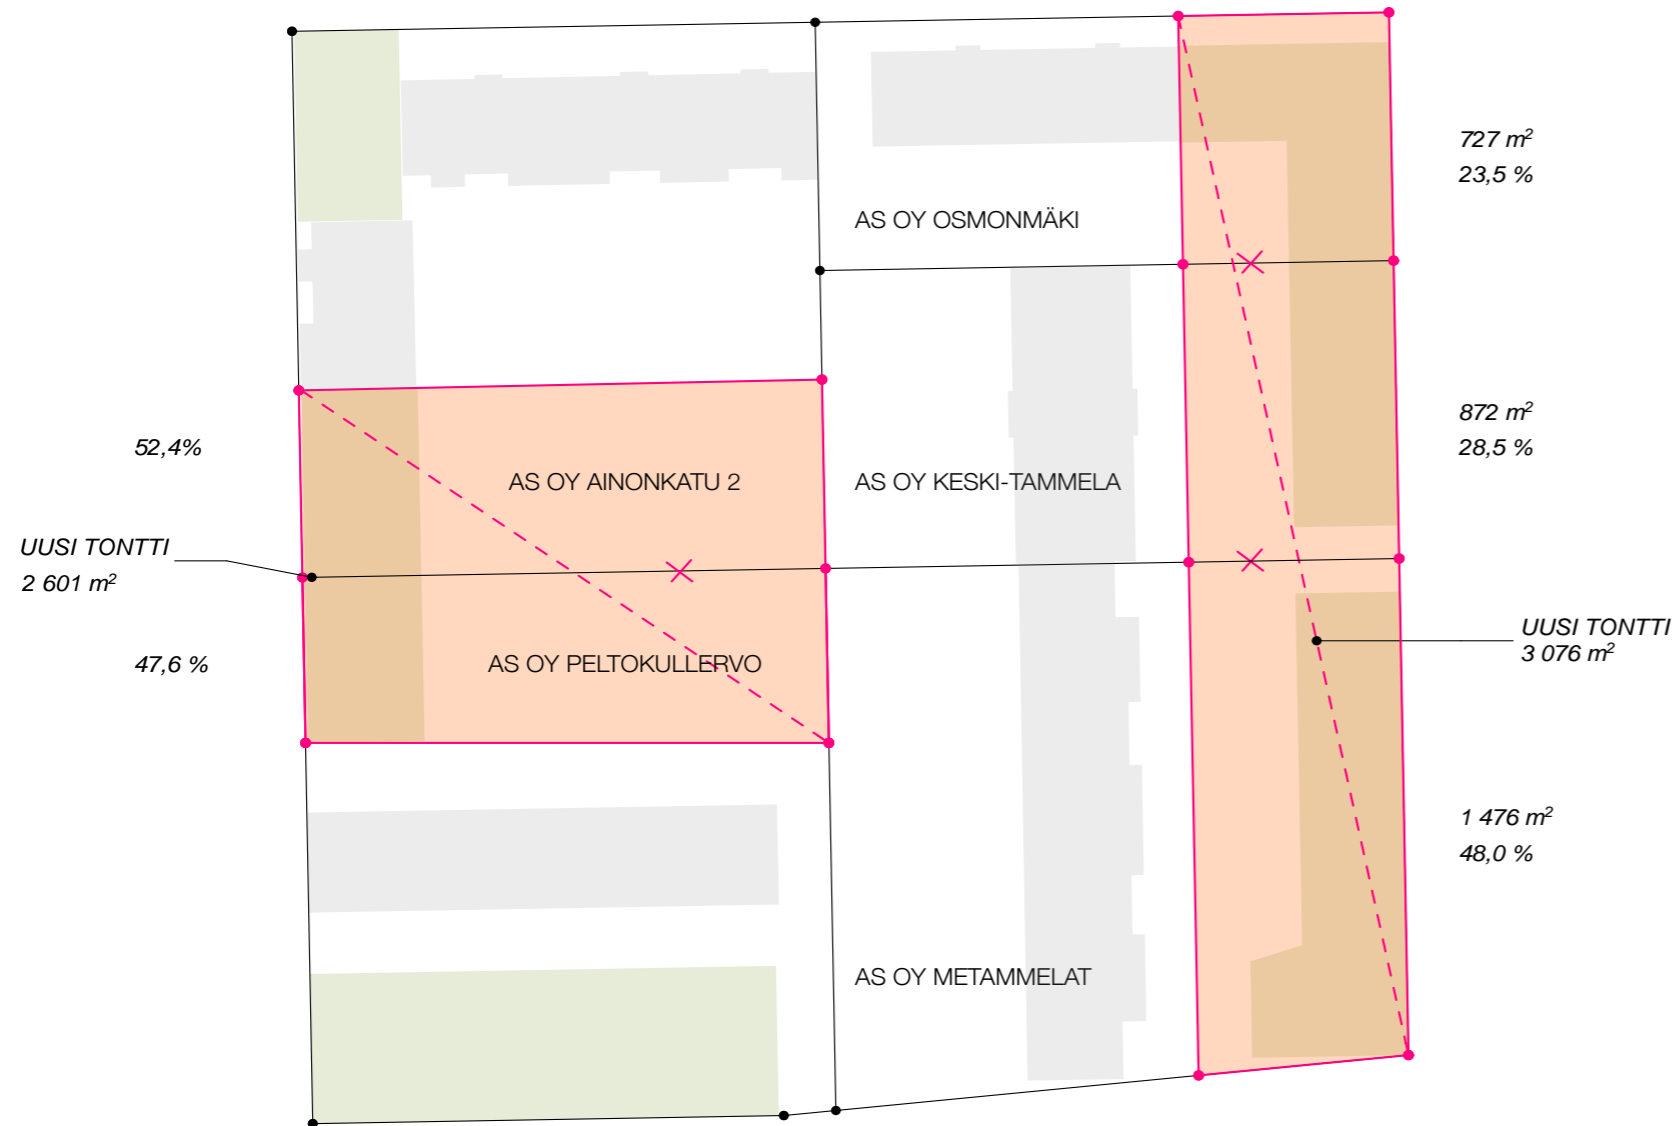 727 m²
23,5 %
AS OY OSMONMÄKI
872 m²
28,5 %
52,4%
AS OY AINONKATU 2
AS OY KESKI-TAMMELA
UUSI TONTTI
2 601 m²
47,6 %
AS OY PELTOKULLERVO
UUSI TONTTI
3 076 m²
1 476 m²
48,0 %
AS OY METAMMELAT